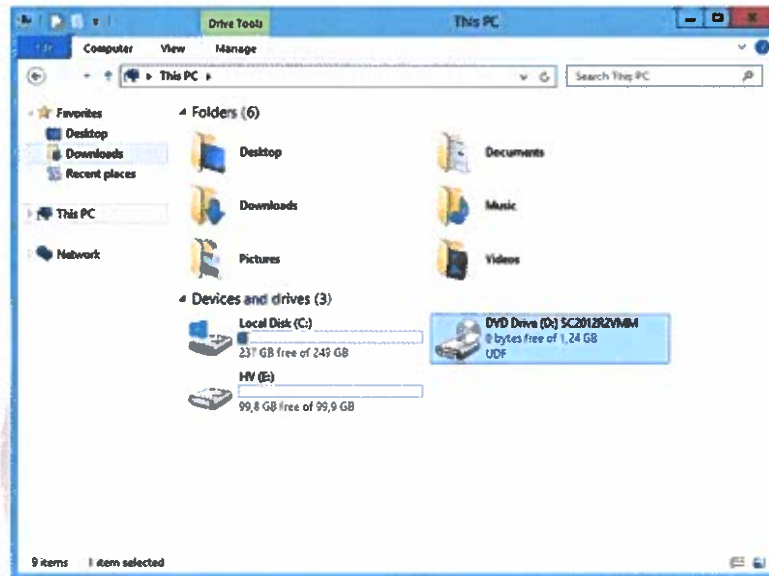 Drive Tools
This PC
File
Computer
View
Manage
This PC
Search This PC
Favorites
Desktop
Downloads
Recent places
This PC
Network
Folders (6)
Desktop
Documents
Downloads
Music
Pictures
Videos
Devices and drives (3)
Local Disk (C:)
237 GB free of 249 GB
DVD Drive (D:) SC2012R2VMM
0 bytes free of 1,24 GB
UDF
HV (E:)
99,8 GB free of 99,9 GB
9 items
1 item selected